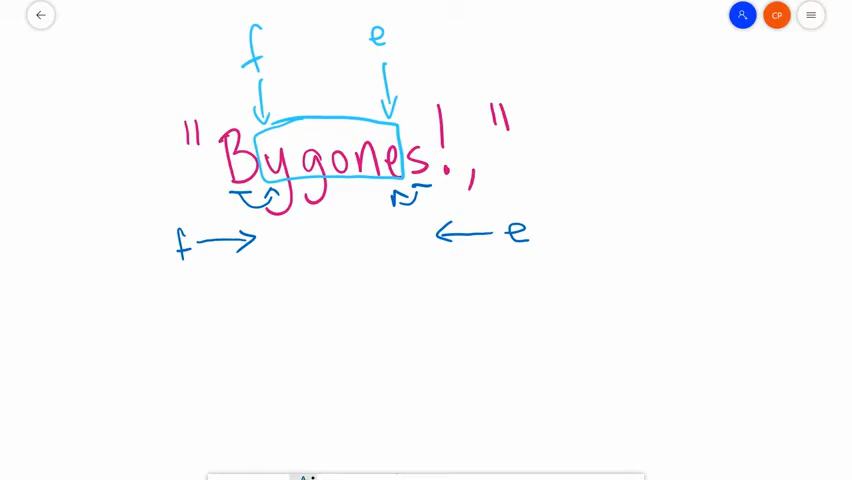 f e
"Bygones!,"
f → ← e
CP